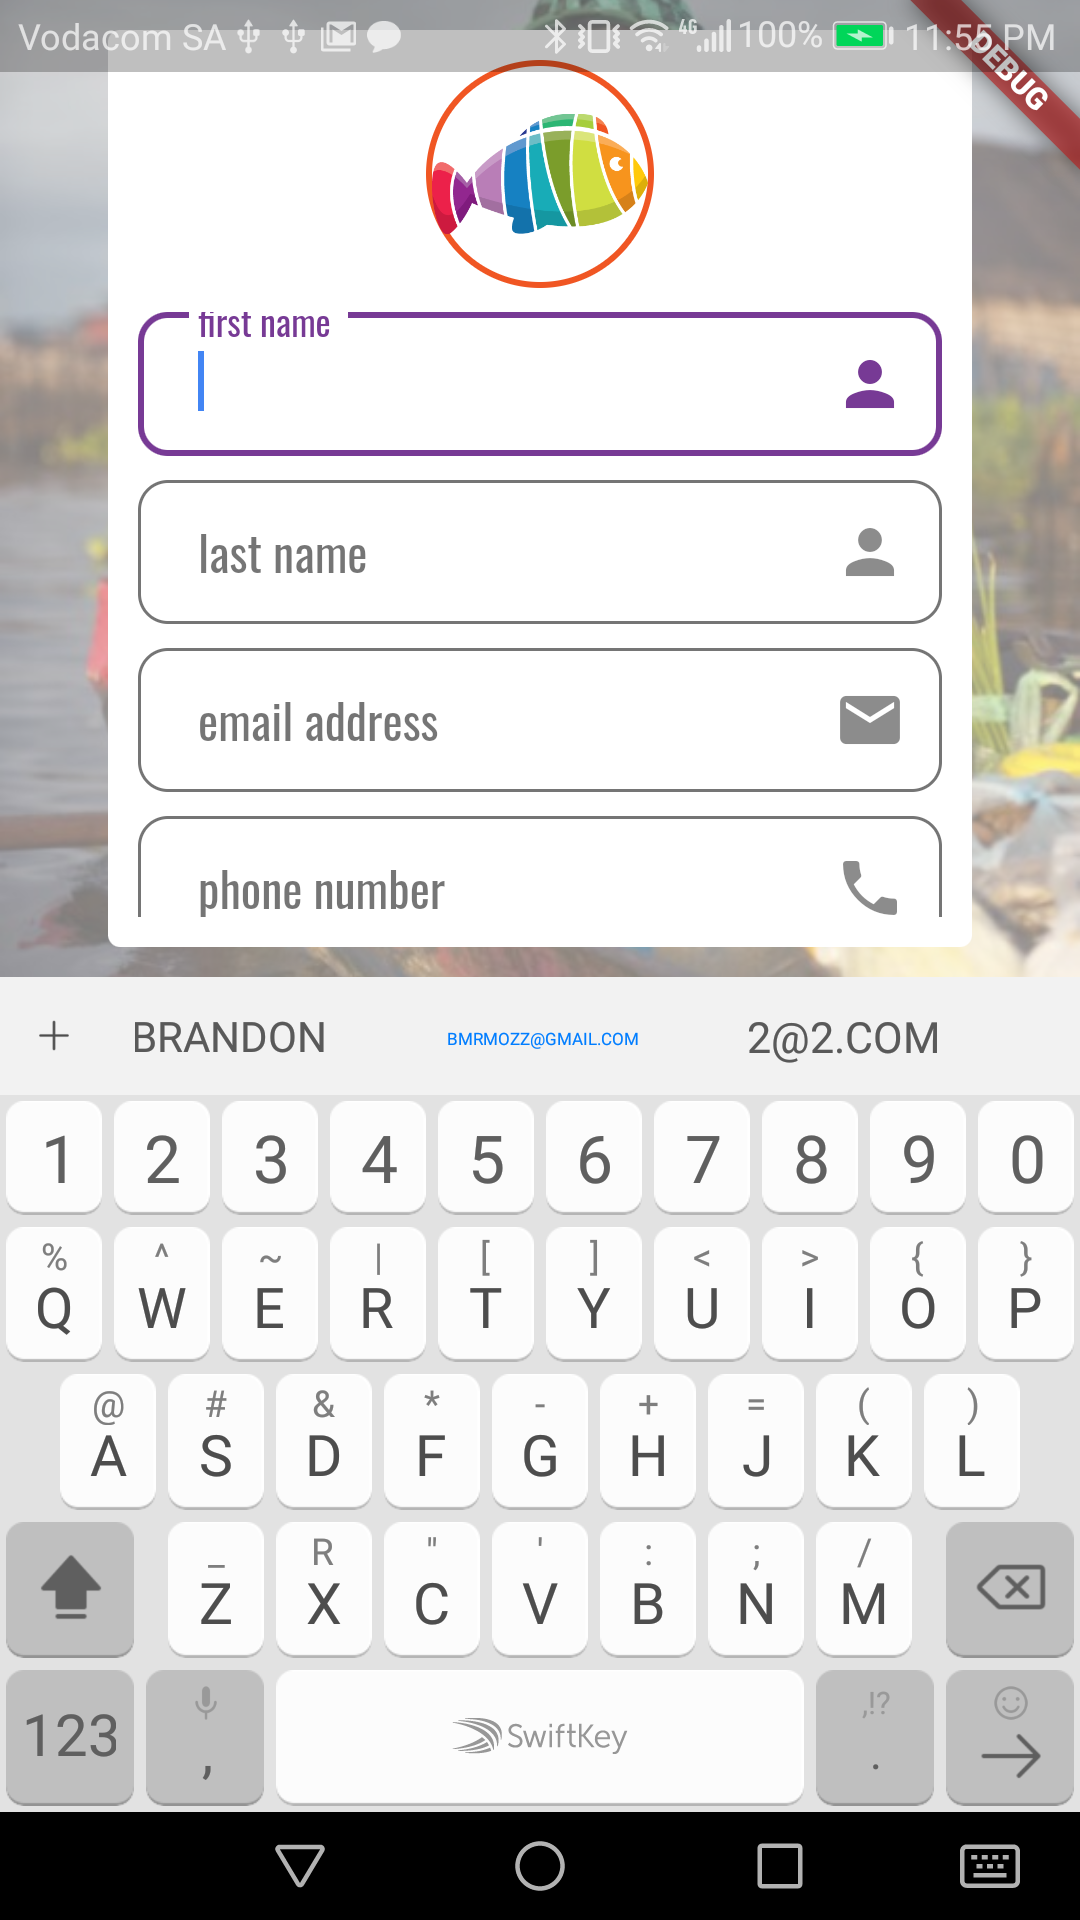 Vodacom SA 4G 100% 11:55 PM
DEBUG
first name
last name
email address
phone number
+ BRANDON BMRMOZZ@GMAIL.COM 2@2.COM
1 2 3 4 5 6 7 8 9 0
% ^ ~ | [ ] < > { }
Q W E R T Y U I O P
@ # & * - + = ( )
A S D F G H J K L
_ R " ' : ; /
Z X C V B N M
,!?
123 , SwiftKey .